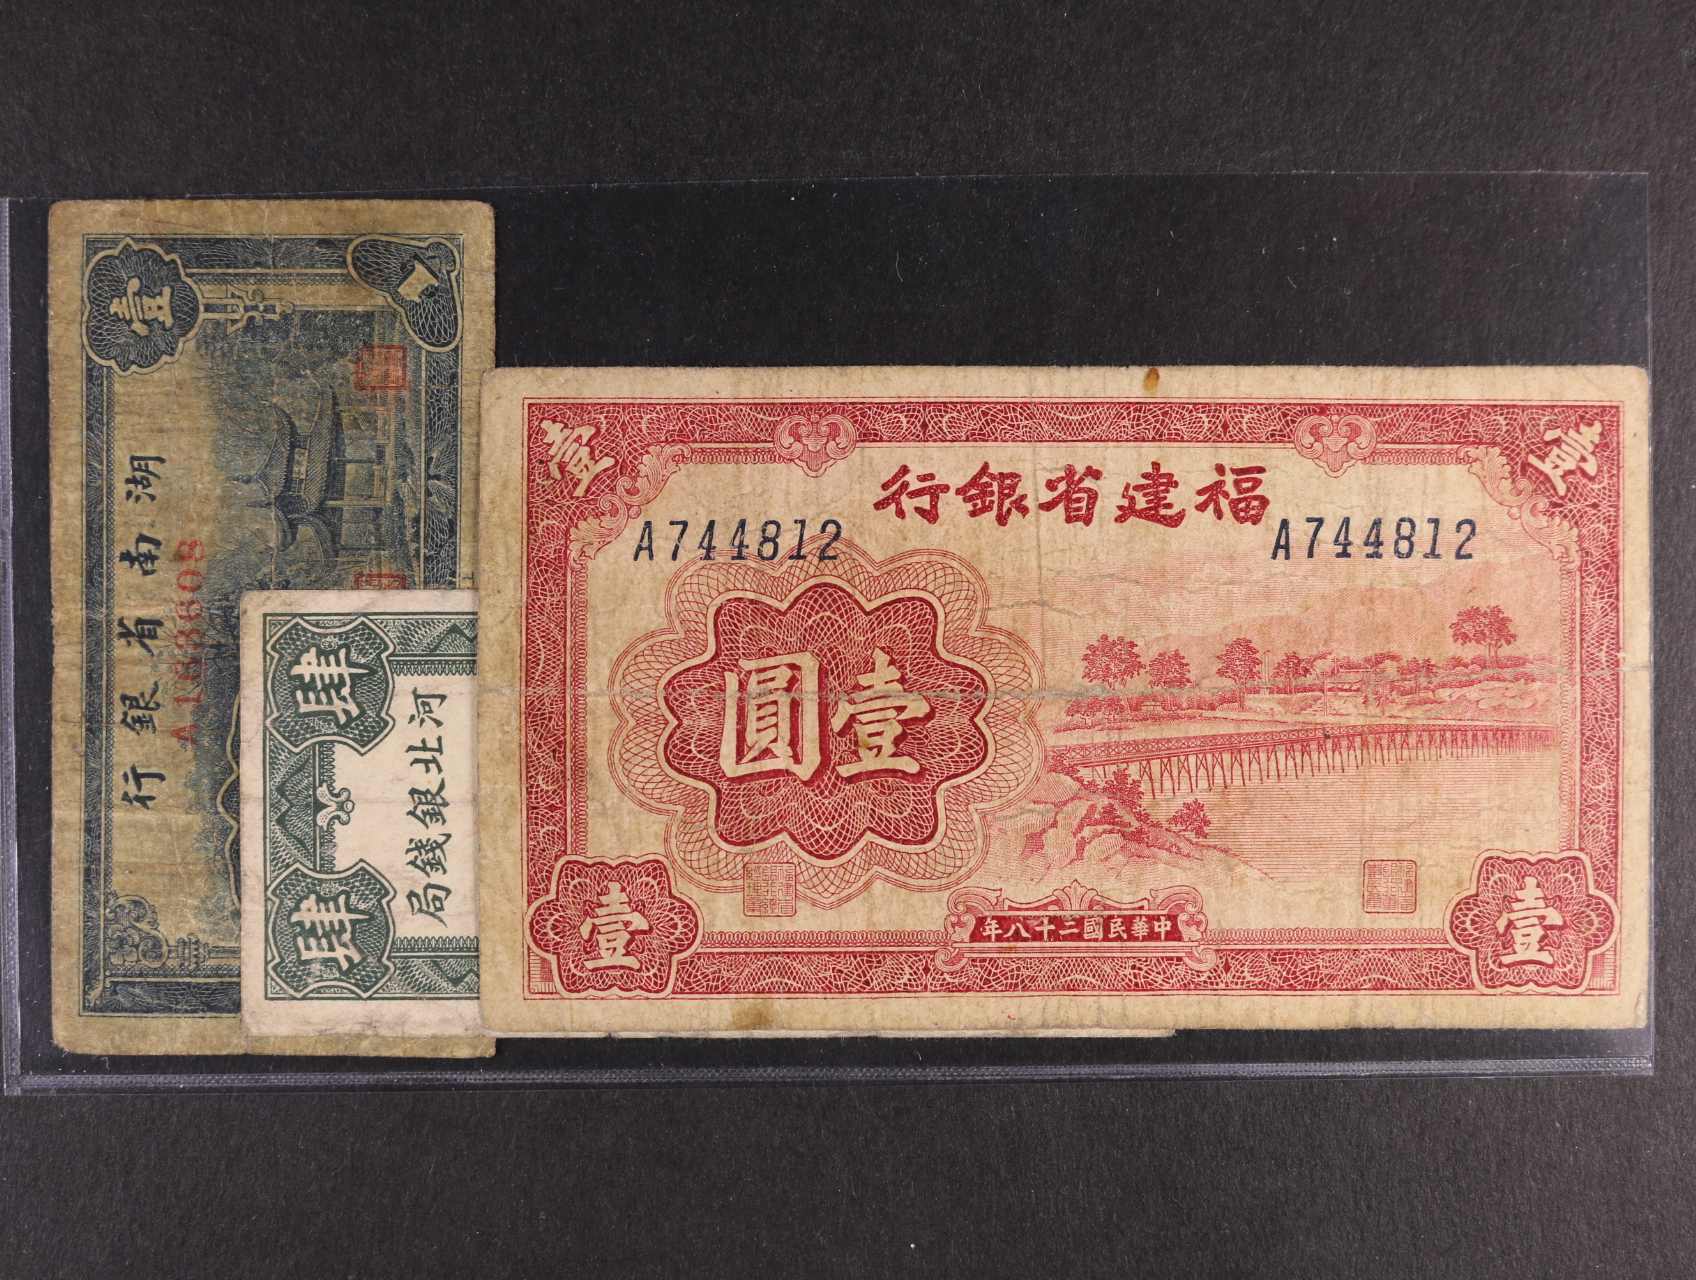 壹
湖南省銀行
肆
肆
河北銀錢局
壹
壹
福建省銀行
A744812
A744812
壹圓
壹
壹
中華民國二十八年